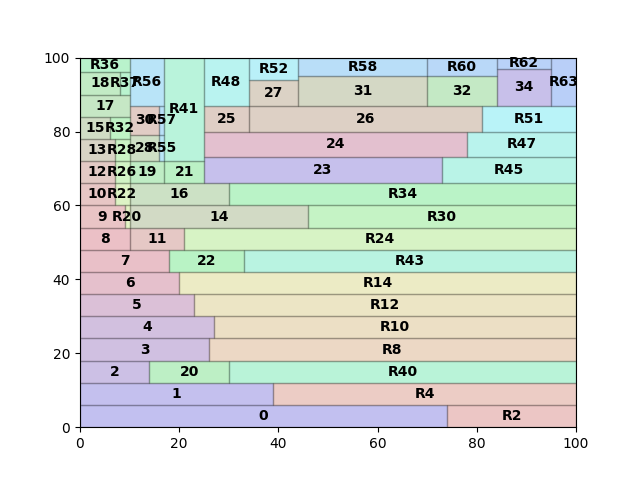 100
R36 R52 R58 R60 R62
18 R37 R56 R41 R48 27 31 32 34 R63
17
80
15 R32 30 R57 25 26 R51
13 R28 28 R55 24 R47
12 R26 19 21 23 R45
10 R22 16 R34
60
9 R20 14 R30
8 11 R24
7 22 R43
40
6 R14
5 R12
4 R10
3 R8
20
2 20 R40
1 R4
0 R2
0
0 20 40 60 80 100